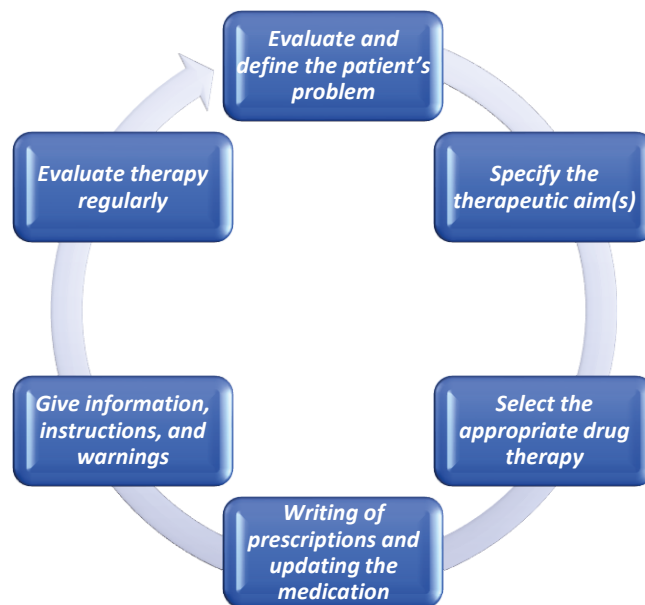 Evaluate and
define the patient's
problem
Specify the
therapeutic aim(s)
Select the
appropriate drug
therapy
Writing of
prescriptions and
updating the
medication
Give information,
instructions, and
warnings
Evaluate therapy
regularly